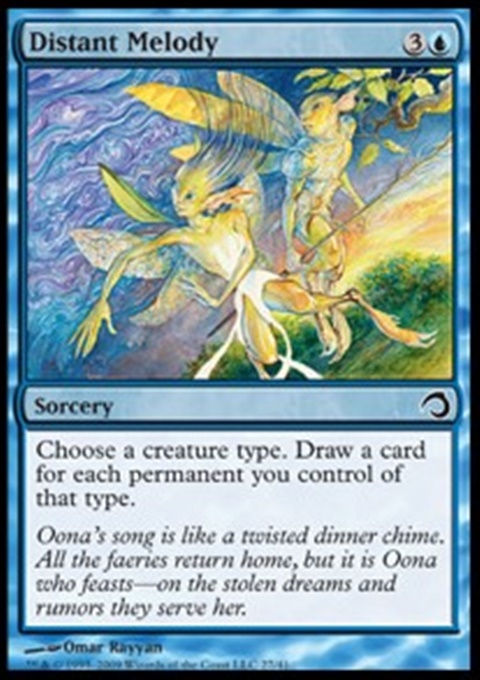 Distant Melody 3
Sorcery
Choose a creature type. Draw a card
for each permanent you control of
that type.
Oona's song is like a twisted dinner chime.
All the faeries return home, but it is Oona
who feasts—on the stolen dreams and
rumors they serve her.
Omar Rayyan
™ & © 1993-2009 Wizards of the Coast LLC 27/41